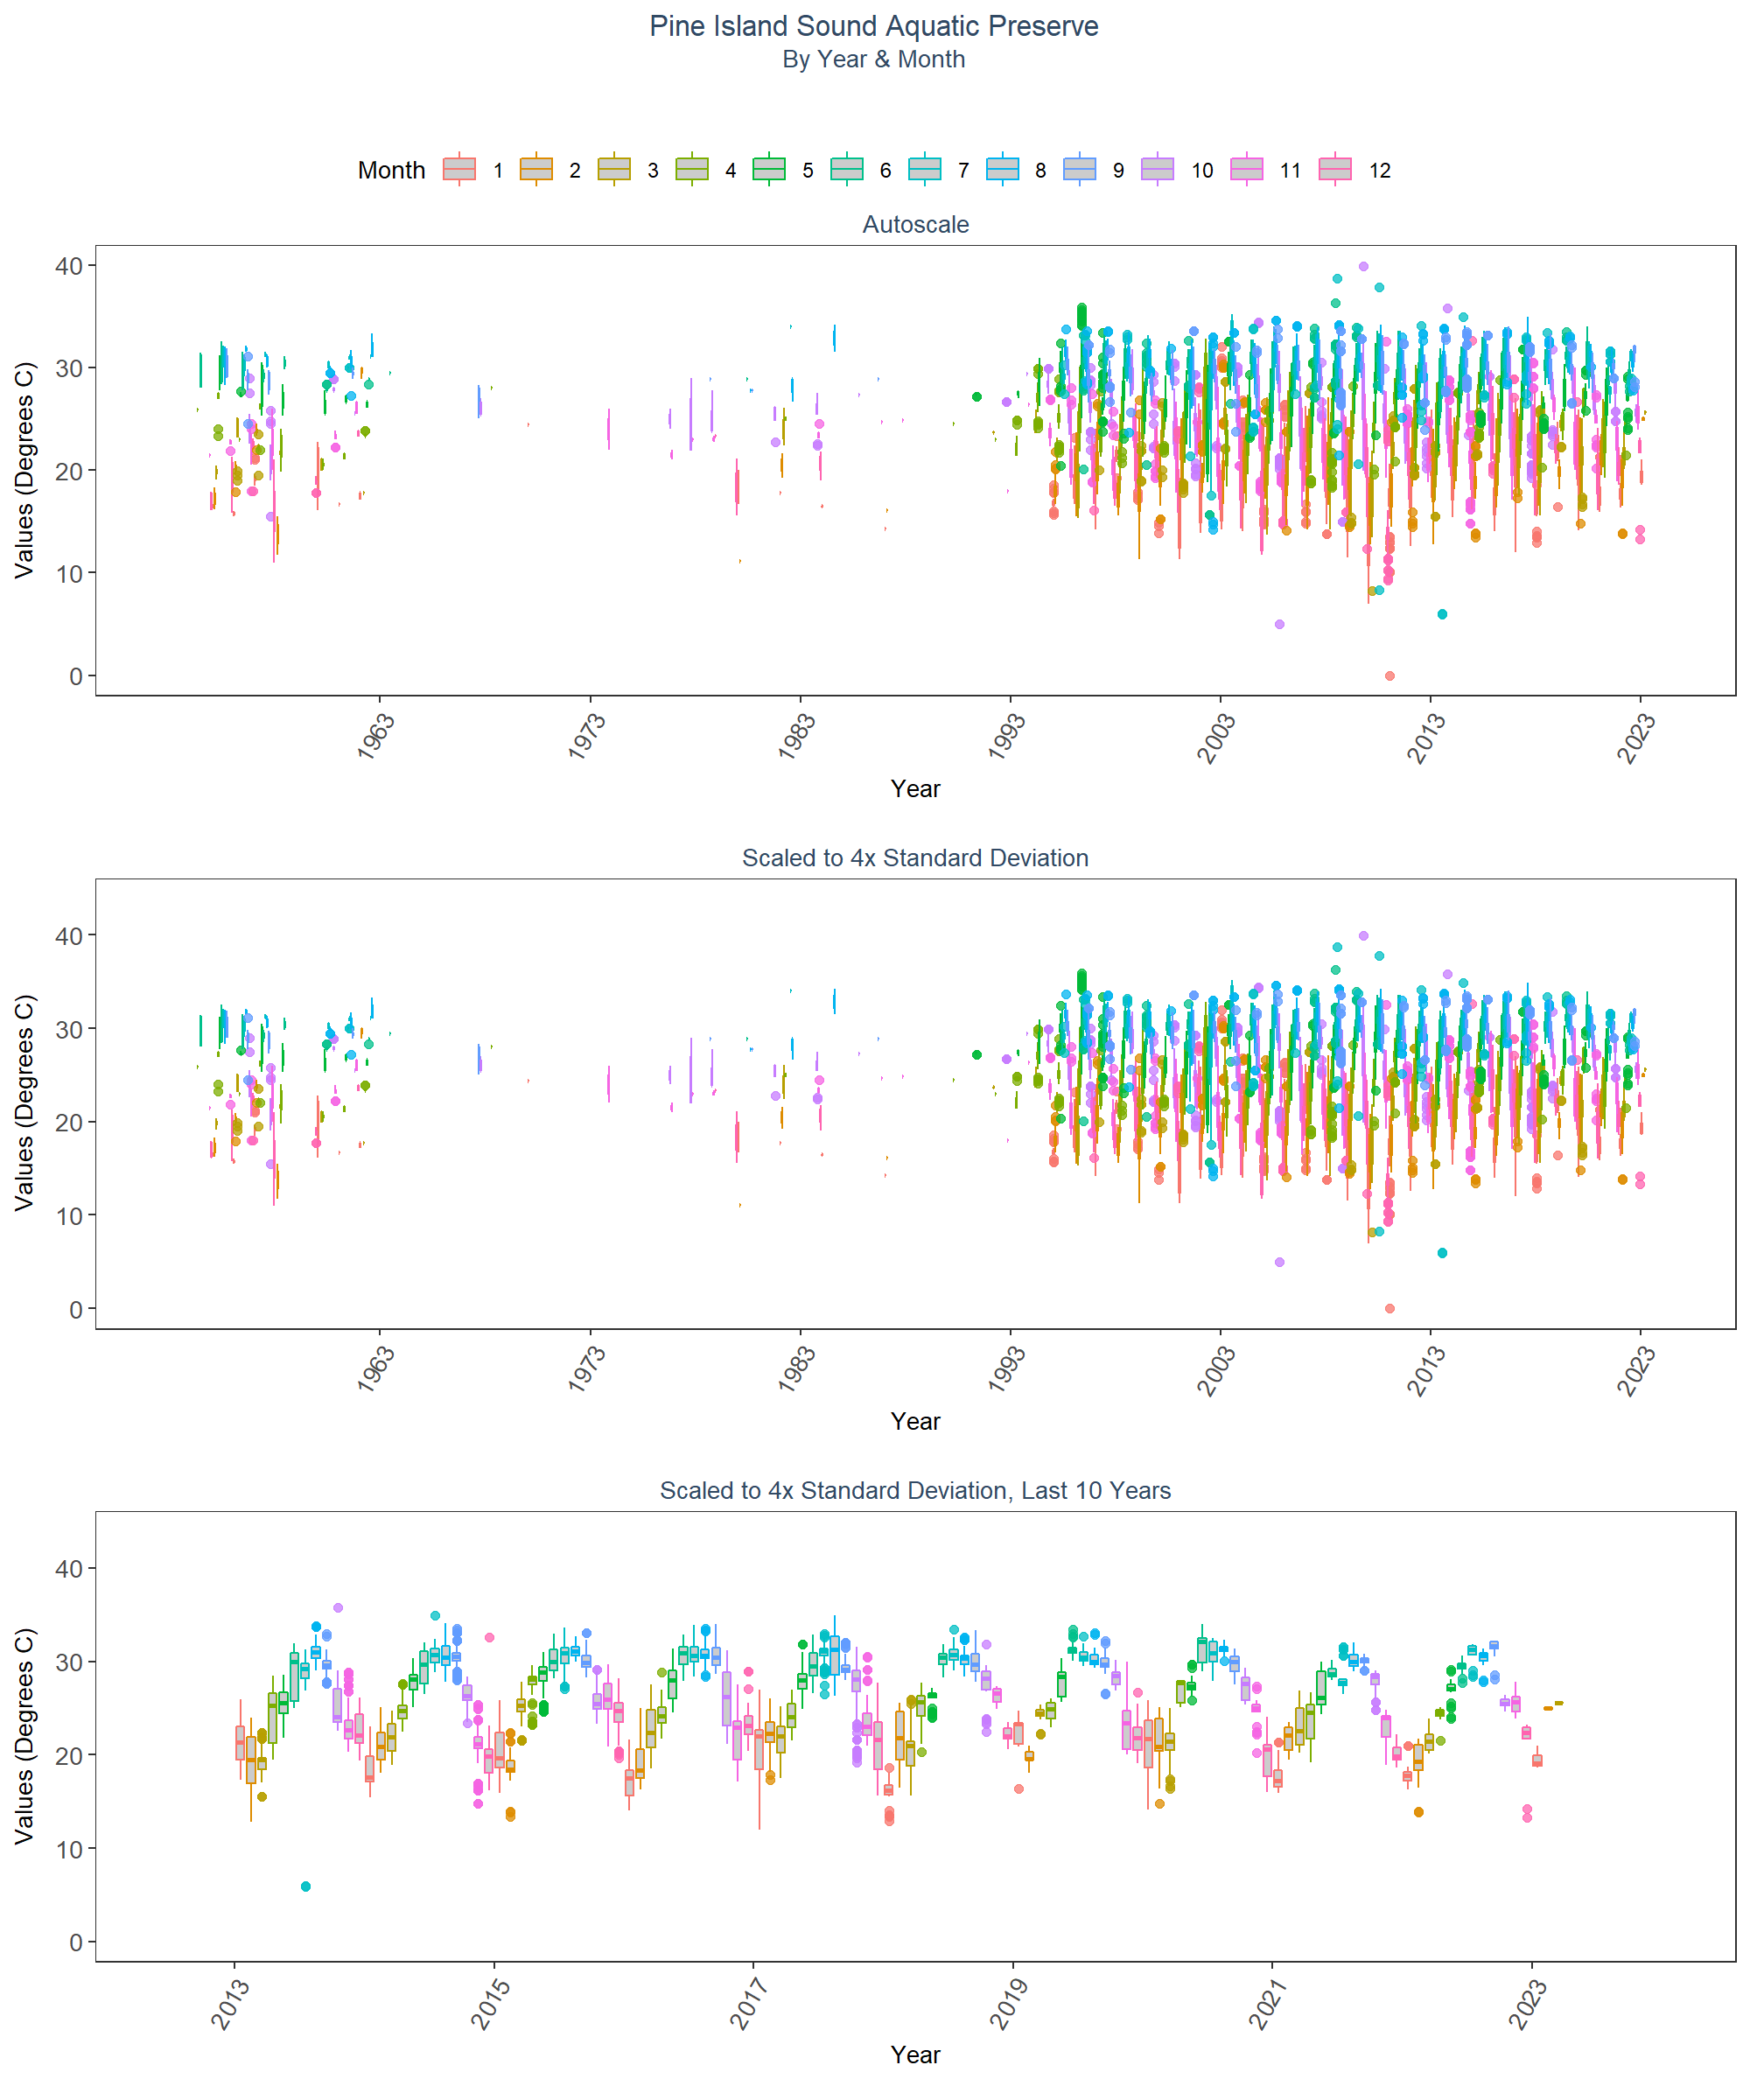 Pine Island Sound Aquatic Preserve
By Year & Month
Month 1 2 3 4 5 6 7 8 9 10 11 12
Autoscale
Values (Degrees C)
40
30
20
10
0
1963 1973 1983 1993 2003 2013 2023
Year
Scaled to 4x Standard Deviation
Values (Degrees C)
40
30
20
10
0
1963 1973 1983 1993 2003 2013 2023
Year
Scaled to 4x Standard Deviation, Last 10 Years
Values (Degrees C)
40
30
20
10
0
2013 2015 2017 2019 2021 2023
Year